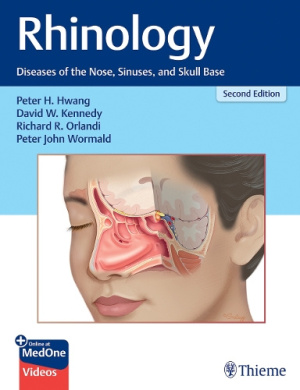 Rhinology
Diseases of the Nose, Sinuses, and Skull Base
Second Edition
Peter H. Hwang
David W. Kennedy
Richard R. Orlandi
Peter John Wormald
Online at
MedOne
Videos
Thieme